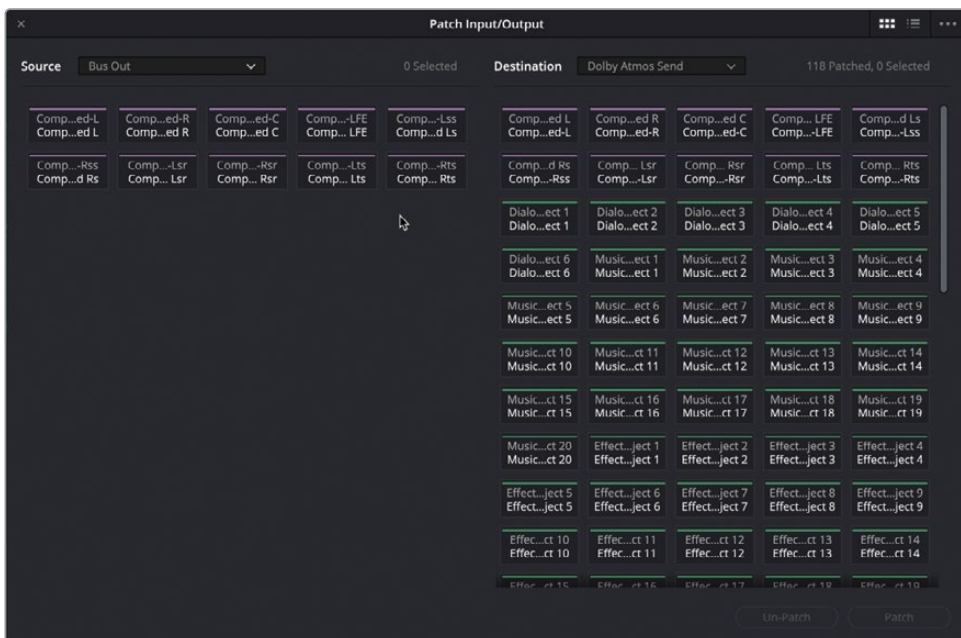 Patch Input/Output
Source Bus Out 0 Selected
Destination Dolby Atmos Send 118 Patched, 0 Selected
Comp...ed-L Comp...ed-R Comp...ed-C Comp...-LFE Comp...-Lss
Comp...ed L Comp...ed R Comp...ed C Comp... LFE Comp...d Ls
Comp...-Rss Comp...-Lsr Comp...-Rsr Comp...-Lts Comp...-Rts
Comp...d Rs Comp... Lsr Comp... Rsr Comp... Lts Comp... Rts
Comp...ed L Comp...ed R Comp...ed C Comp... LFE Comp...d Ls
Comp...ed-L Comp...ed-R Comp...ed-C Comp...-LFE Comp...-Lss
Comp...d Rs Comp... Lsr Comp... Rsr Comp... Lts Comp... Rts
Comp...-Rss Comp...-Lsr Comp...-Rsr Comp...-Lts Comp...-Rts
Dialo...ect 1 Dialo...ect 2 Dialo...ect 3 Dialo...ect 4 Dialo...ect 5
Dialo...ect 1 Dialo...ect 2 Dialo...ect 3 Dialo...ect 4 Dialo...ect 5
Dialo...ect 6 Music...ect 1 Music...ect 2 Music...ect 3 Music...ect 4
Dialo...ect 6 Music...ect 1 Music...ect 2 Music...ect 3 Music...ect 4
Music...ect 5 Music...ect 6 Music...ect 7 Music...ect 8 Music...ect 9
Music...ect 5 Music...ect 6 Music...ect 7 Music...ect 8 Music...ect 9
Music...ct 10 Music...ct 11 Music...ct 12 Music...ct 13 Music...ct 14
Music...ct 10 Music...ct 11 Music...ct 12 Music...ct 13 Music...ct 14
Music...ct 15 Music...ct 16 Music...ct 17 Music...ct 18 Music...ct 19
Music...ct 15 Music...ct 16 Music...ct 17 Music...ct 18 Music...ct 19
Music...ct 20 Effect...ject 1 Effect...ject 2 Effect...ject 3 Effect...ject 4
Music...ct 20 Effect...ject 1 Effect...ject 2 Effect...ject 3 Effect...ject 4
Effect...ject 5 Effect...ject 6 Effect...ject 7 Effect...ject 8 Effect...ject 9
Effect...ject 5 Effect...ject 6 Effect...ject 7 Effect...ject 8 Effect...ject 9
Effec...ct 10 Effec...ct 11 Effec...ct 12 Effec...ct 13 Effec...ct 14
Effec...ct 10 Effec...ct 11 Effec...ct 12 Effec...ct 13 Effec...ct 14
Effec...ct 15 Effec...ct 16 Effec...ct 17 Effec...ct 18 Effec...ct 19
Un-Patch Patch